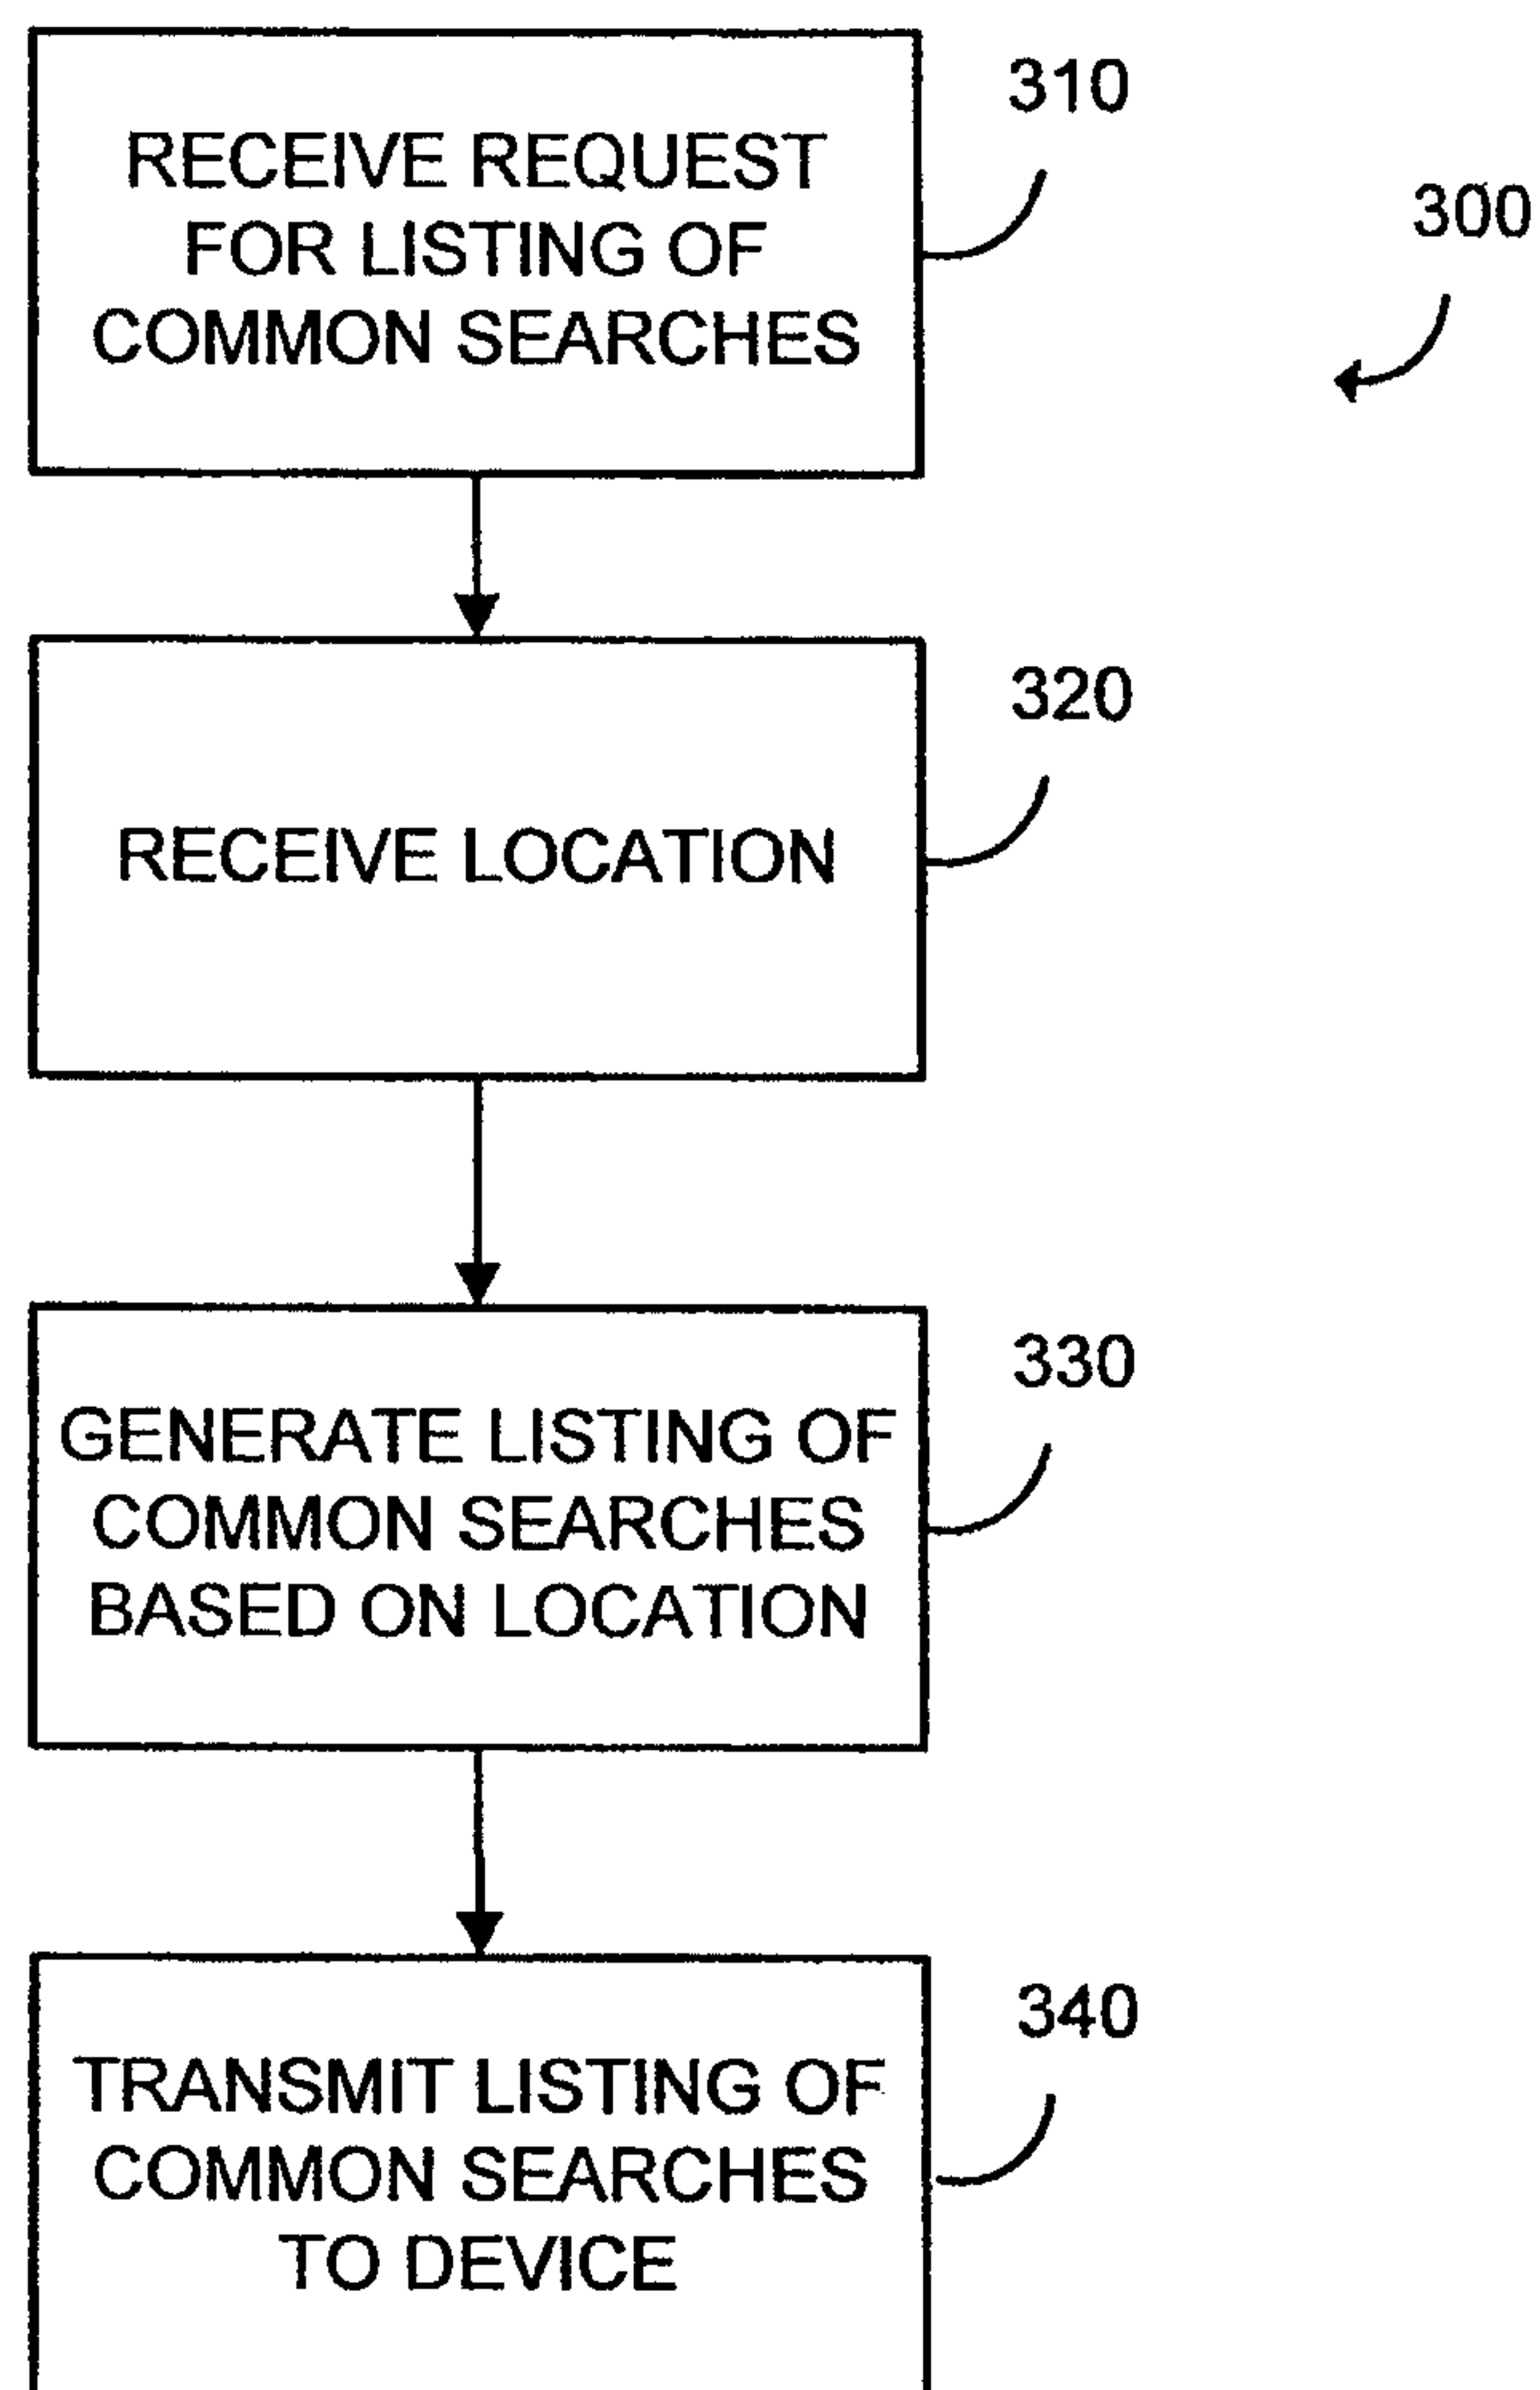 RECEIVE REQUEST
FOR LISTING OF
COMMON SEARCHES
310
300
320
RECEIVE LOCATION
330
GENERATE LISTING OF
COMMON SEARCHES
BASED ON LOCATION
340
TRANSMIT LISTING OF
COMMON SEARCHES
TO DEVICE